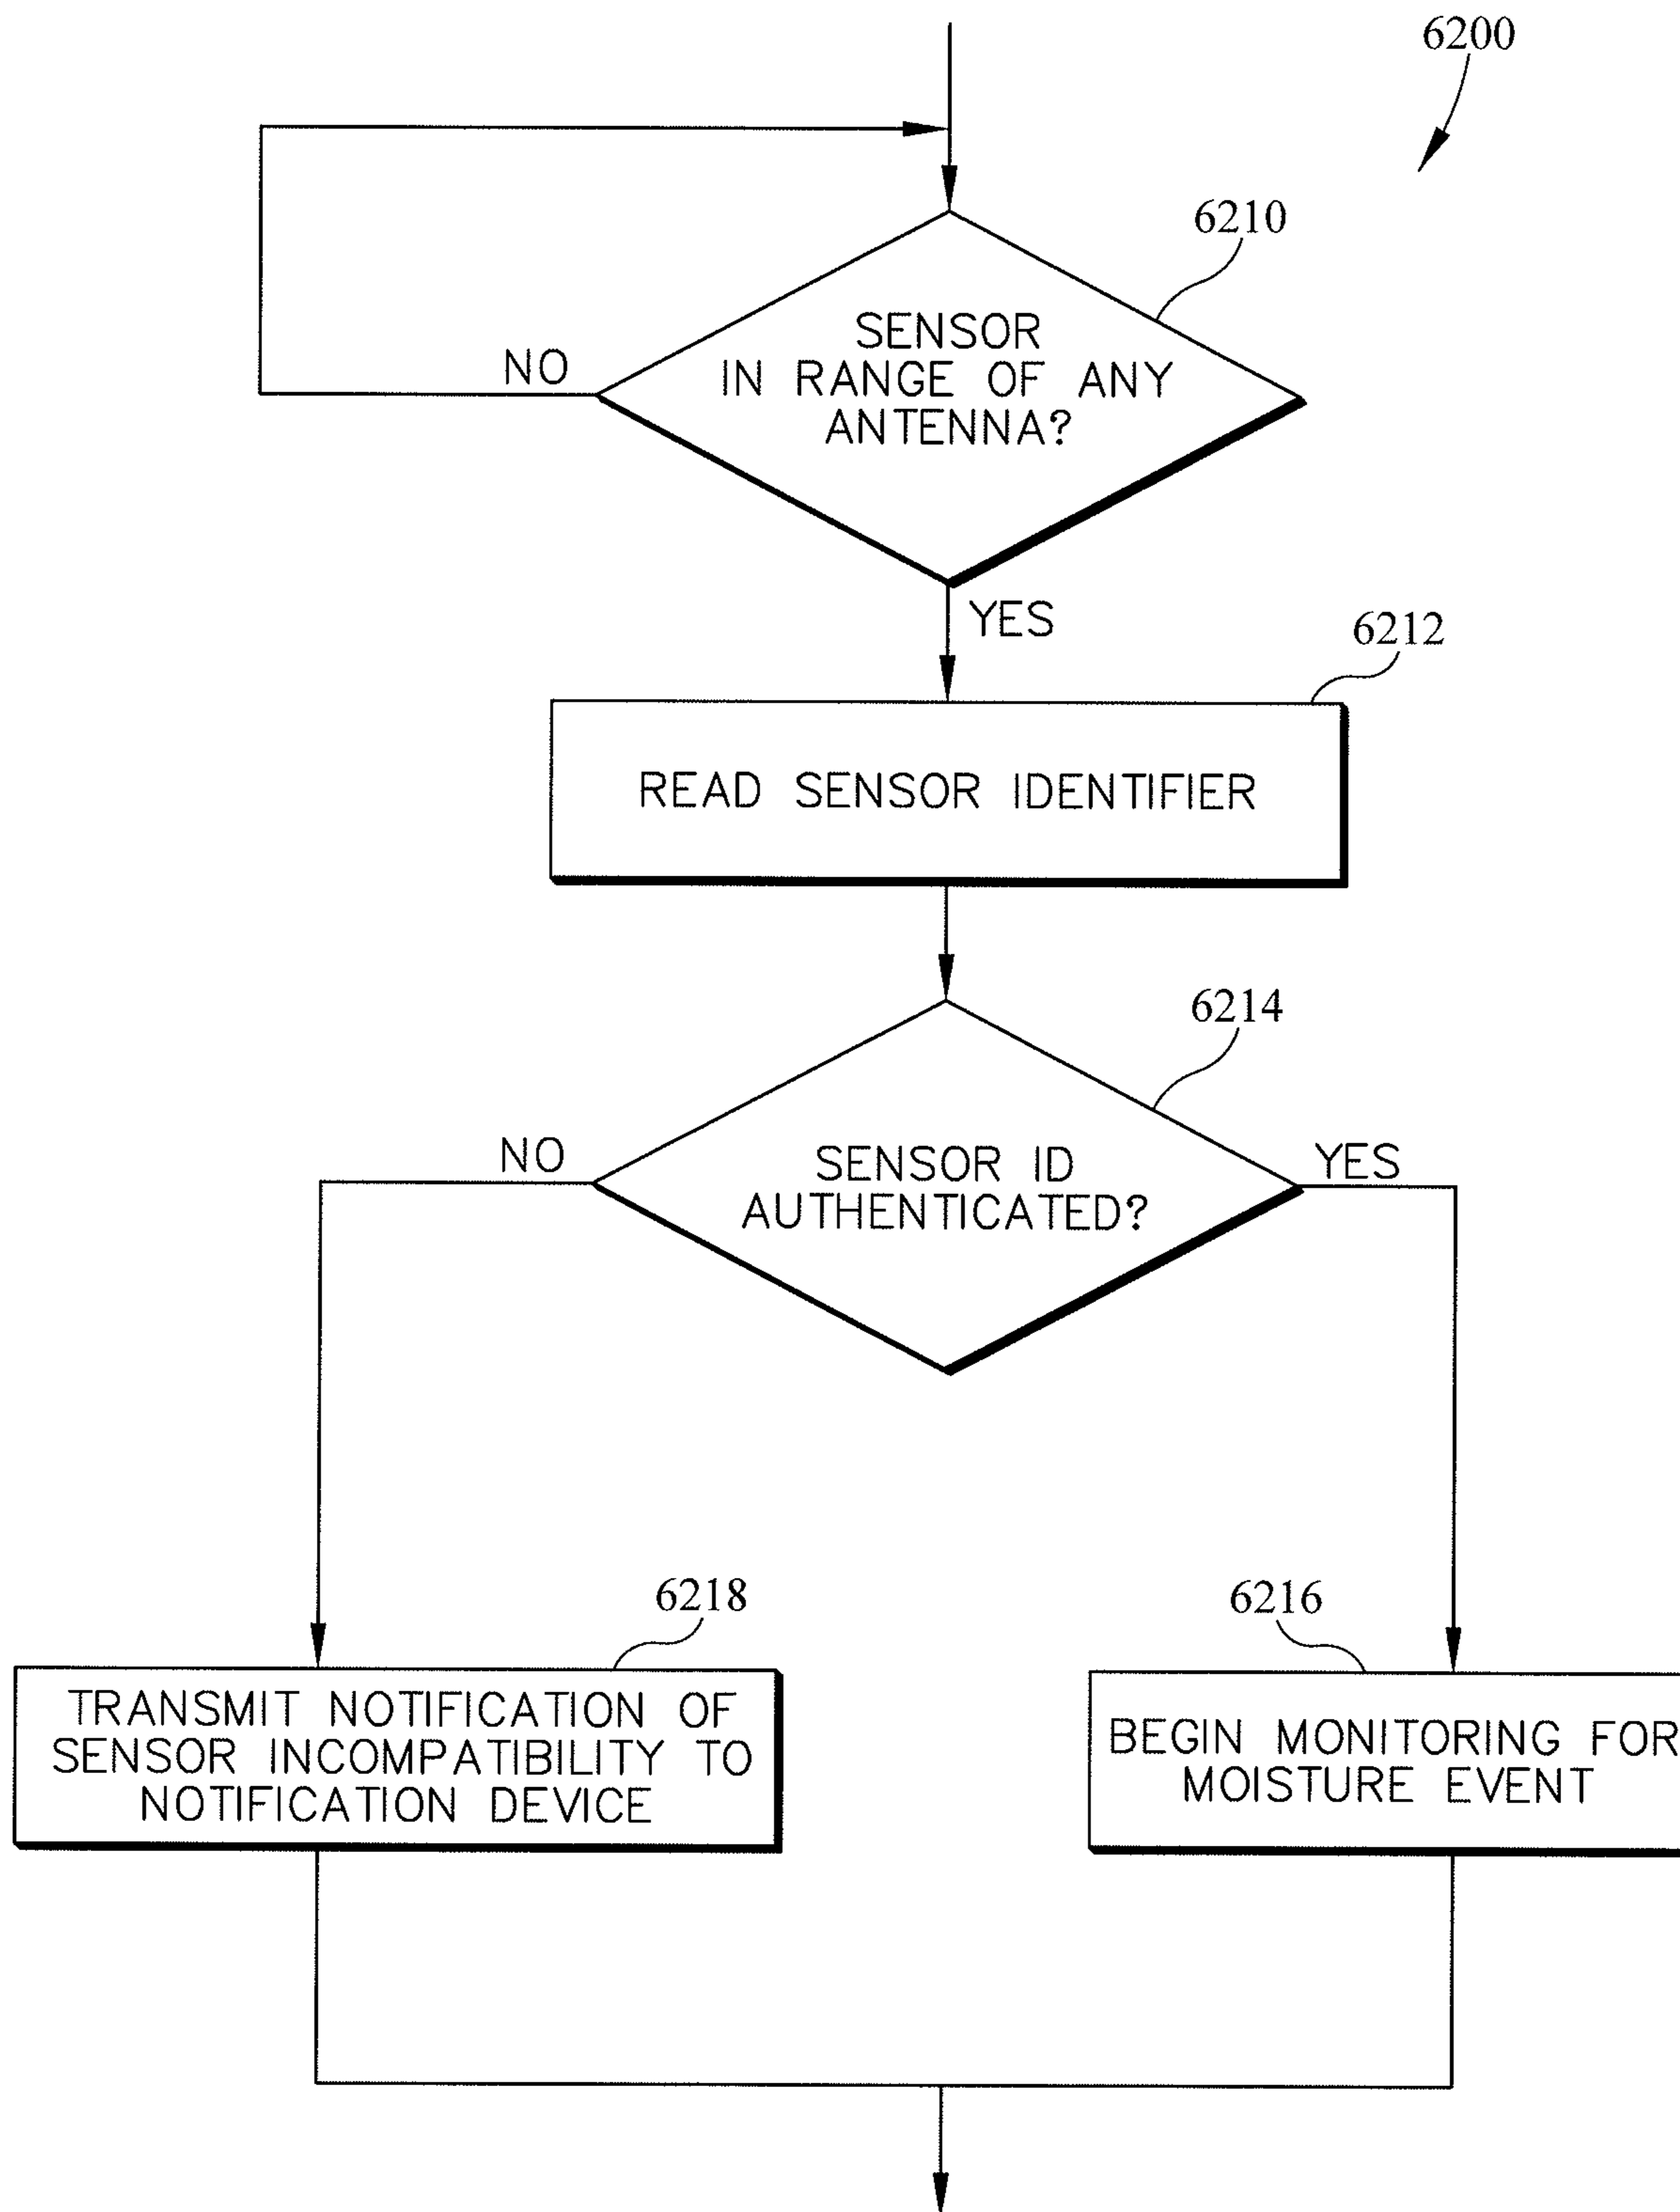 6200
6210
SENSOR
IN RANGE OF ANY
ANTENNA?
NO
YES
6212
READ SENSOR IDENTIFIER
6214
NO
SENSOR ID
AUTHENTICATED?
YES
6218
TRANSMIT NOTIFICATION OF
SENSOR INCOMPATIBILITY TO
NOTIFICATION DEVICE
6216
BEGIN MONITORING FOR
MOISTURE EVENT